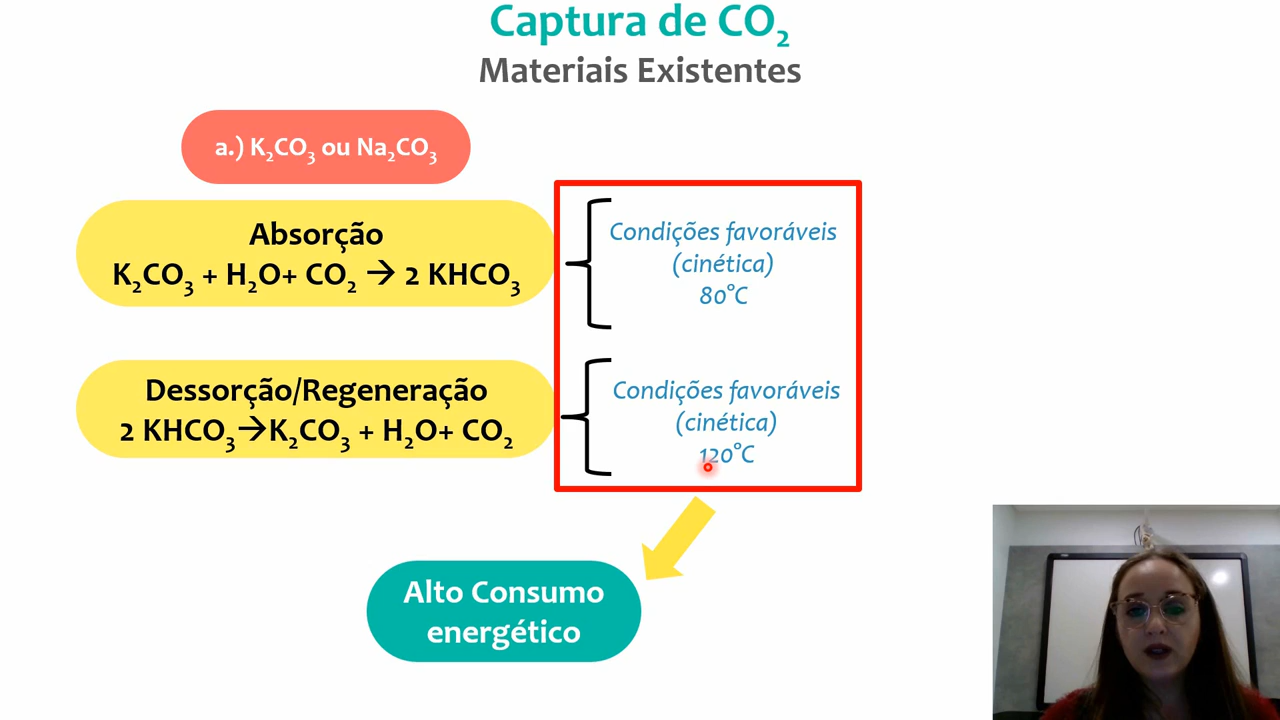 Captura de CO₂
Materiais Existentes
a.) K₂CO₃ ou Na₂CO₃
Absorção
K₂CO₃ + H₂O+ CO₂ → 2 KHCO₃
Condições favoráveis
(cinética)
80°C
Dessorção/Regeneração
2 KHCO₃→K₂CO₃ + H₂O+ CO₂
Condições favoráveis
(cinética)
120°C
Alto Consumo
energético